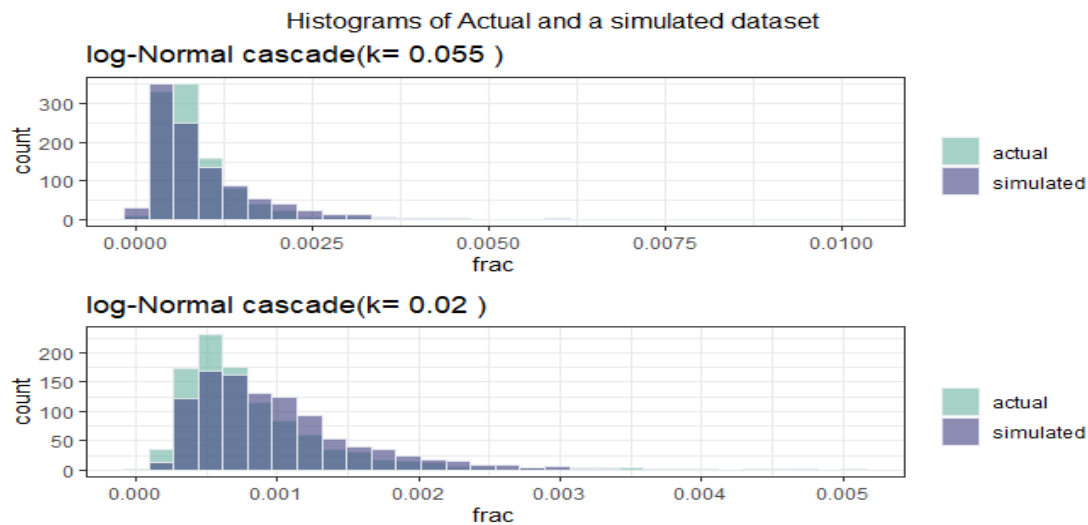 Histograms of Actual and a simulated dataset
log-Normal cascade(k= 0.055 )
count
300
200
100
0
0.0000 0.0025 0.0050 0.0075 0.0100
frac
actual
simulated
log-Normal cascade(k= 0.02 )
count
200
150
100
50
0
0.000 0.001 0.002 0.003 0.004 0.005
frac
actual
simulated